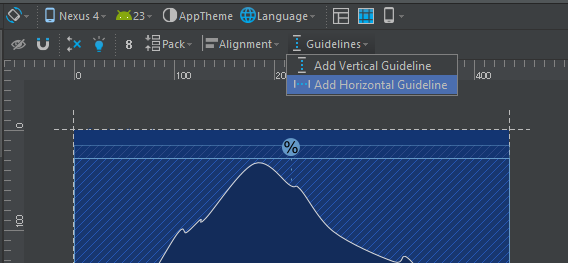 Nexus 4 23 AppTheme Language
8 Pack Alignment Guidelines
Add Vertical Guideline
Add Horizontal Guideline
0 100 200 400
0
%
100